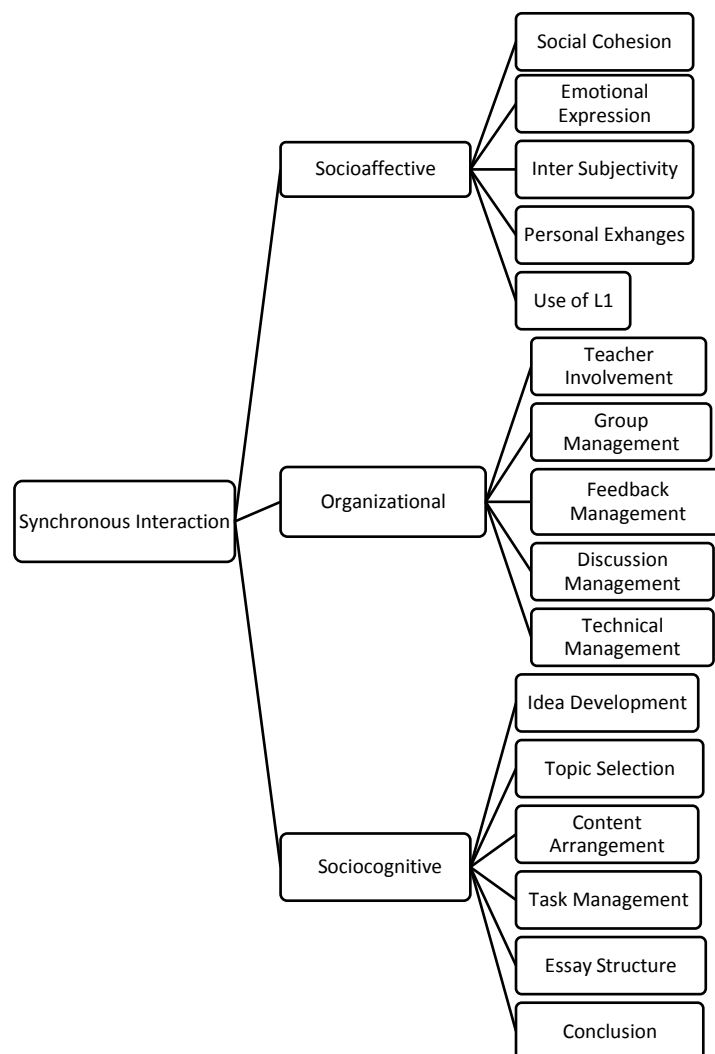 Social Cohesion
Emotional
Expression
Socioaffective
Inter Subjectivity
Personal Exhanges
Use of L1
Teacher
Involvement
Group
Management
Synchronous Interaction
Organizational
Feedback
Management
Discussion
Management
Technical
Management
Idea Development
Topic Selection
Content
Arrangement
Sociocognitive
Task Management
Essay Structure
Conclusion